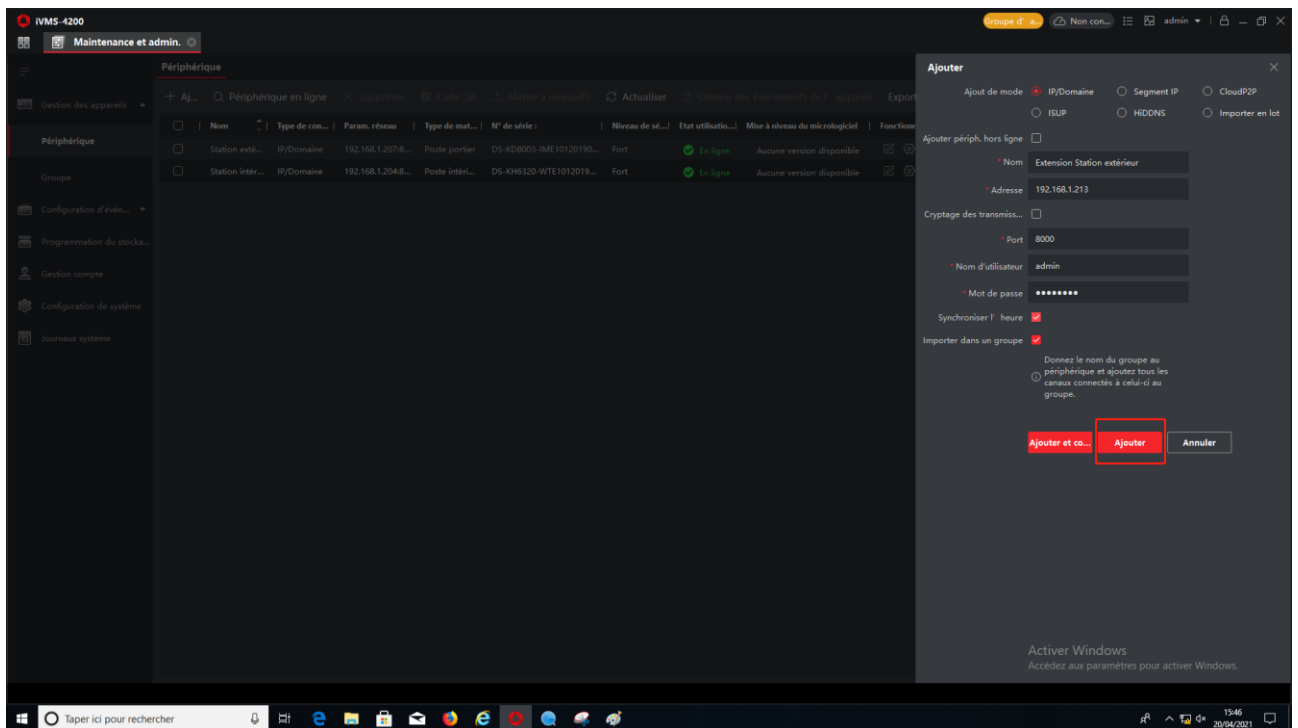 iVMS-4200
Groupe d' a...
Non con...
admin
Maintenance et admin.
Périphérique
Gestion des appareils
Périphérique
Groupe
Configuration d'évén...
Programmation du stocka...
Gestion compte
Configuration de système
Journaux système
+ Aj... Périphérique en ligne Supprimer Code QR Mettre à niveau(0) Actualiser Obtenir des événements de l' appareil Export
Nom Type de con... Param. réseau Type de mat... N° de série : Niveau de sé... Etat utilisatio... Mise à niveau du micrologiciel Fonctionn
Station exté... IP/Domaine 192.168.1.207:8... Poste portier DS-KD8003-IME10120190... Fort En ligne Aucune version disponible
Station intér... IP/Domaine 192.168.1.204:8... Poste intéri... DS-KH6320-WTE1012019... Fort En ligne Aucune version disponible
Ajouter
Ajout de mode IP/Domaine Segment IP CloudP2P
ISUP HiDDNS Importer en lot
Ajouter périph. hors ligne
* Nom Extension Station extérieur
* Adresse 192.168.1.213
Cryptage des transmiss...
* Port 8000
* Nom d'utilisateur admin
* Mot de passe ●●●●●●●●
Synchroniser l' heure
Importer dans un groupe
Donnez le nom du groupe au
périphérique et ajoutez tous les
canaux connectés à celui-ci au
groupe.
Ajouter et co... Ajouter Annuler
Activer Windows
Accédez aux paramètres pour activer Windows.
Taper ici pour rechercher
15:46
20/04/2021